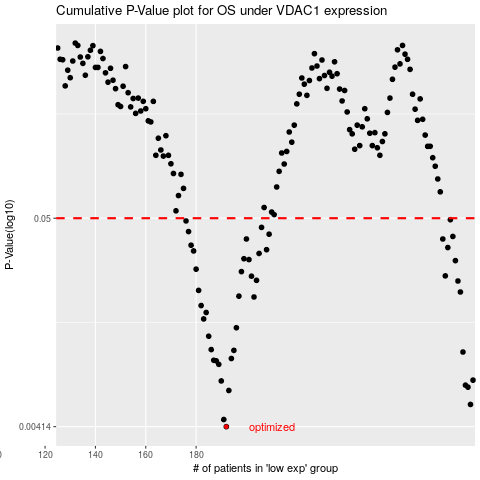 Cumulative P-Value plot for OS under VDAC1 expression
P-Value(log10)
0.05
0.00414
optimized
0
120
140
160
180
# of patients in 'low exp' group